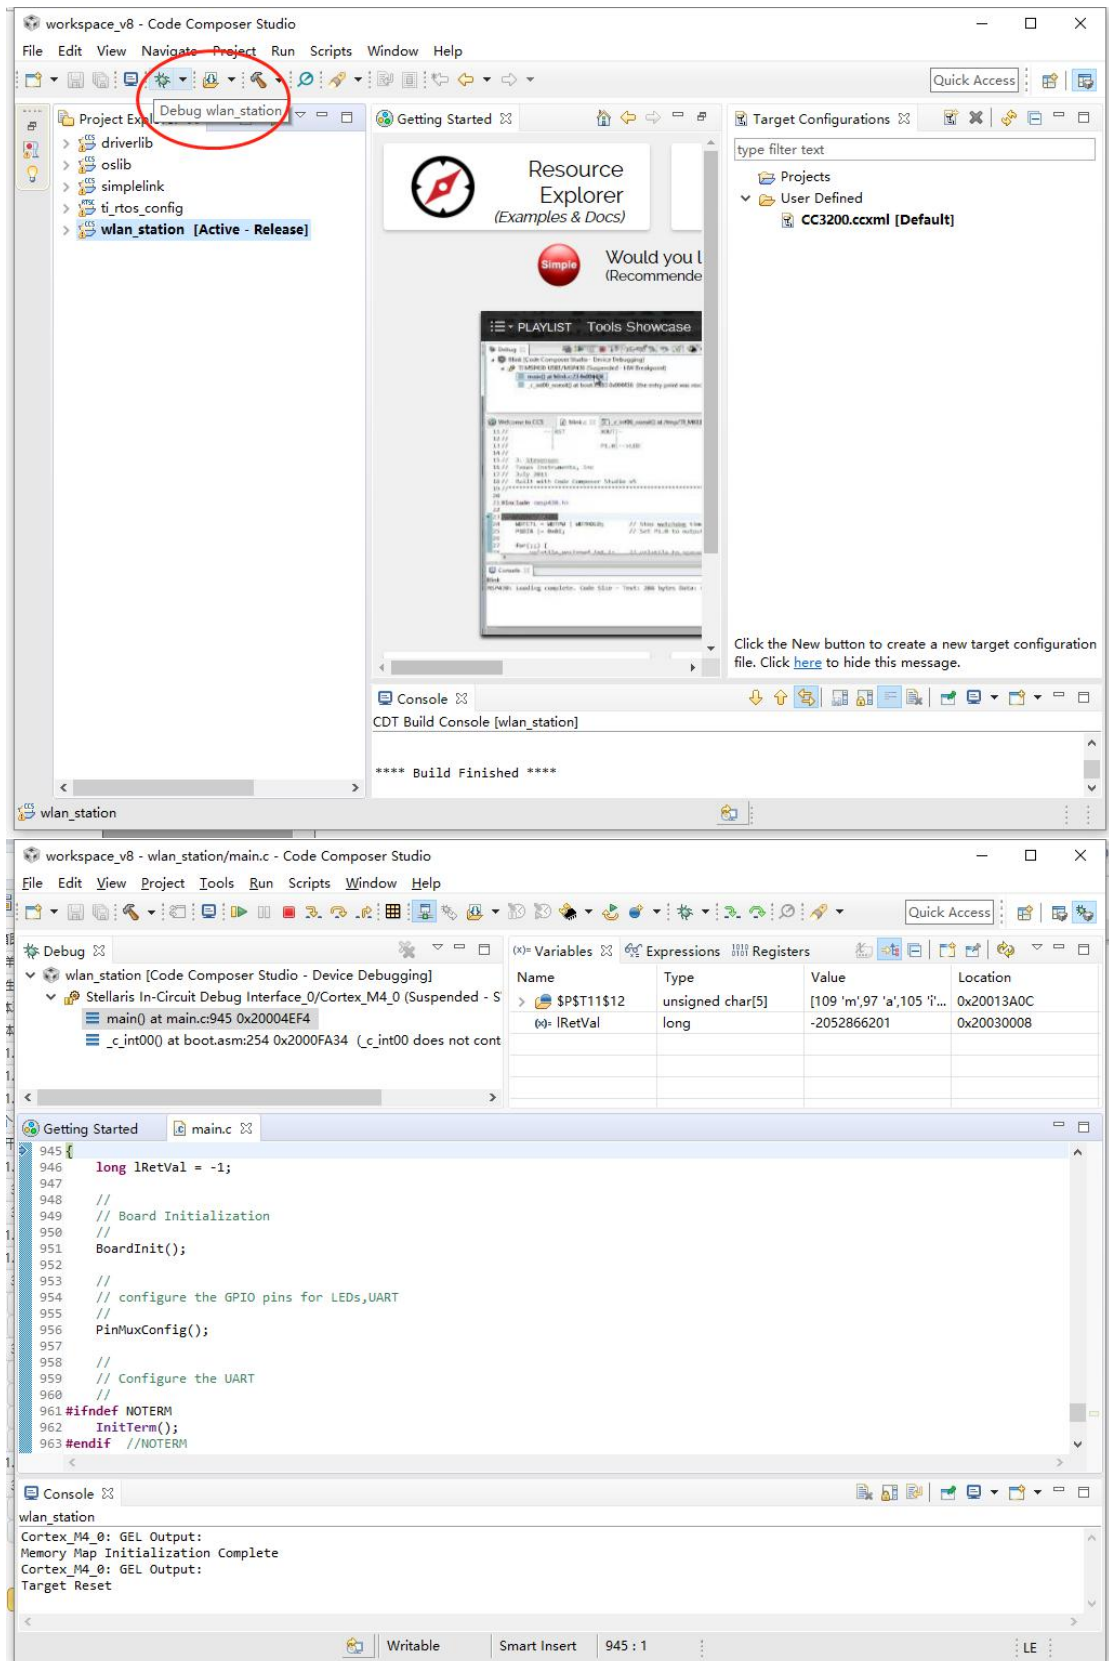 workspace_v8 - Code Composer Studio
File Edit View Navigate Project Run Scripts Window Help
Quick Access
Debug wlan_station
Project
driverlib
oslib
simplelink
ti_rtos_config
wlan_station [Active - Release]
Getting Started
Resource
Explorer
(Examples & Docs)
Simple
Would you l
(Recommende
PLAYLIST Tools Showcase
Target Configurations
type filter text
Projects
User Defined
CC3200.ccxml [Default]
Click the New button to create a new target configuration
file. Click here to hide this message.
Console
CDT Build Console [wlan_station]
**** Build Finished ****
wlan_station
workspace_v8 - wlan_station/main.c - Code Composer Studio
File Edit View Project Tools Run Scripts Window Help
Quick Access
Debug
wlan_station [Code Composer Studio - Device Debugging]
Stellaris In-Circuit Debug Interface_0/Cortex_M4_0 (Suspended - S
main() at main.c:945 0x20004EF4
_c_int00() at boot.asm:254 0x2000FA34 (_c_int00 does not cont
(x)= Variables Expressions 1010 Registers
Name Type Value Location
$P$T11$12 unsigned char[5] [109 'm',97 'a',105 'i'... 0x20013A0C
(x)= lRetVal long -2052866201 0x20030008
Getting Started main.c
945 {
946 long lRetVal = -1;
947
948 //
949 // Board Initialization
950 //
951 BoardInit();
952
953 //
954 // configure the GPIO pins for LEDs,UART
955 //
956 PinMuxConfig();
957
958 //
959 // Configure the UART
960 //
961 #ifndef NOTERM
962 InitTerm();
963 #endif //NOTERM
Console
wlan_station
Cortex_M4_0: GEL Output:
Memory Map Initialization Complete
Cortex_M4_0: GEL Output:
Target Reset
Writable Smart Insert 945 : 1 LE